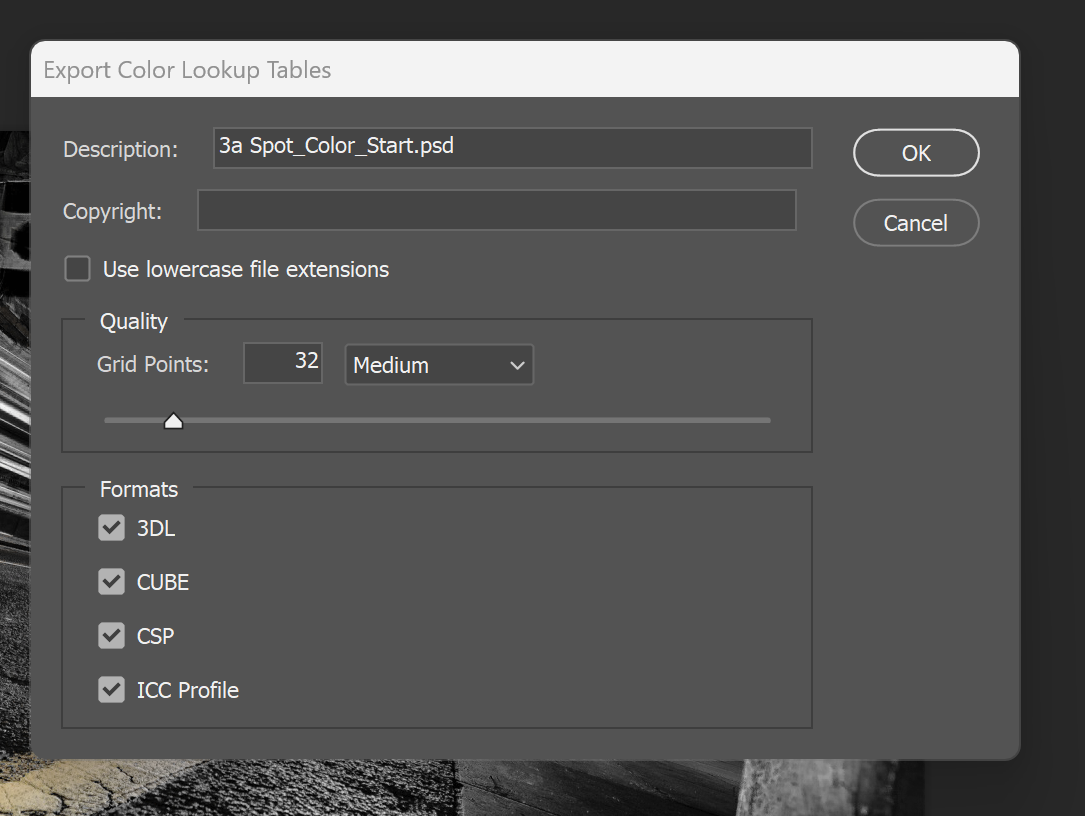 Export Color Lookup Tables
Description: 3a Spot_Color_Start.psd
OK
Copyright:
Cancel
Use lowercase file extensions
Quality
Grid Points: 32 Medium
Formats
3DL
CUBE
CSP
ICC Profile